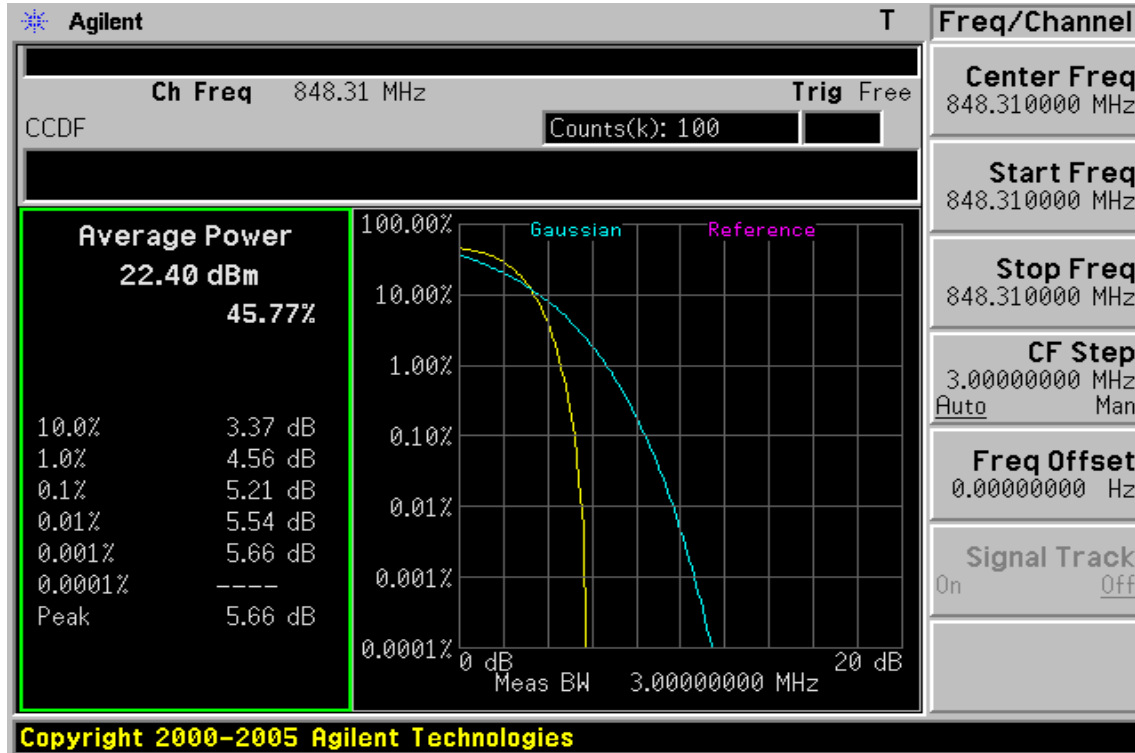 Agilent T
Ch Freq 848.31 MHz Trig Free
CCDF Counts(k): 100
Average Power
22.40 dBm
45.77%
10.0% 3.37 dB
1.0% 4.56 dB
0.1% 5.21 dB
0.01% 5.54 dB
0.001% 5.66 dB
0.0001% ----
Peak 5.66 dB
100.00%
10.00%
1.00%
0.10%
0.01%
0.001%
0.0001%
Gaussian Reference
0 dB 20 dB
Meas BW 3.00000000 MHz
Freq/Channel
Center Freq
848.310000 MHz
Start Freq
848.310000 MHz
Stop Freq
848.310000 MHz
CF Step
3.00000000 MHz
Auto Man
Freq Offset
0.00000000 Hz
Signal Track
On Off
Copyright 2000-2005 Agilent Technologies